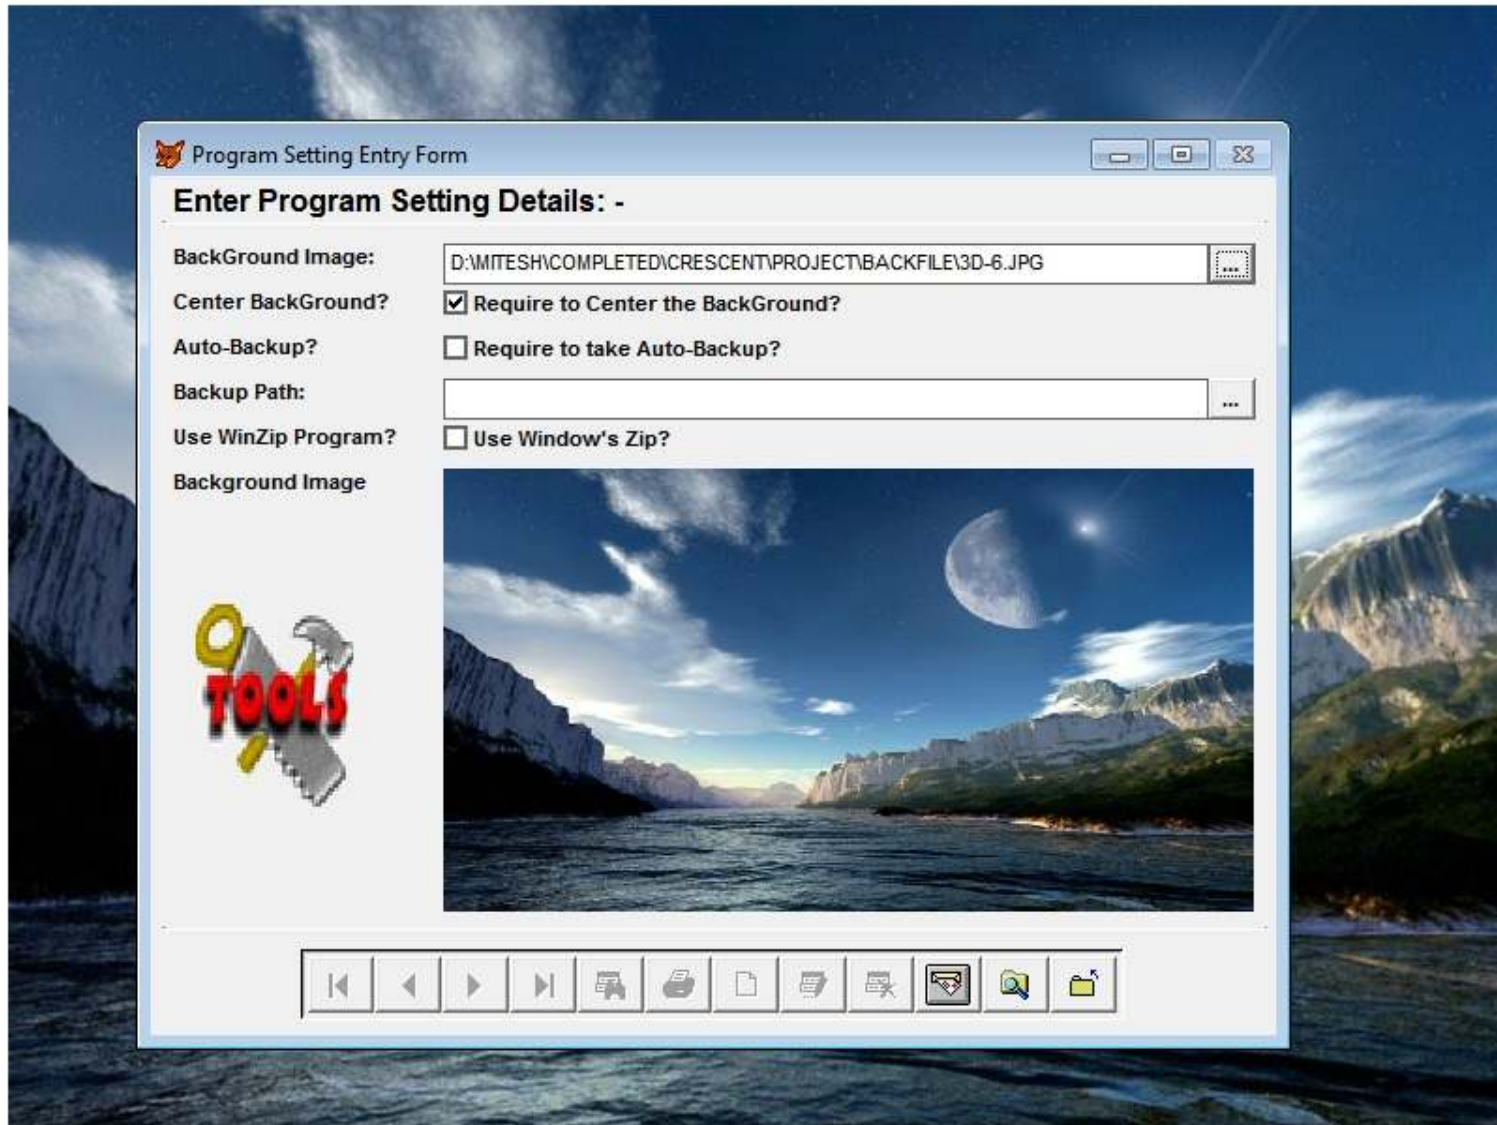 Program Setting Entry Form
Enter Program Setting Details: -
BackGround Image: D:\MITESH\COMPLETED\CRESCENT\PROJECT\BACKFILE\3D-6.JPG ...
Center BackGround? Require to Center the BackGround?
Auto-Backup? Require to take Auto-Backup?
Backup Path: ...
Use WinZip Program? Use Window's Zip?
Background Image
TOOLS